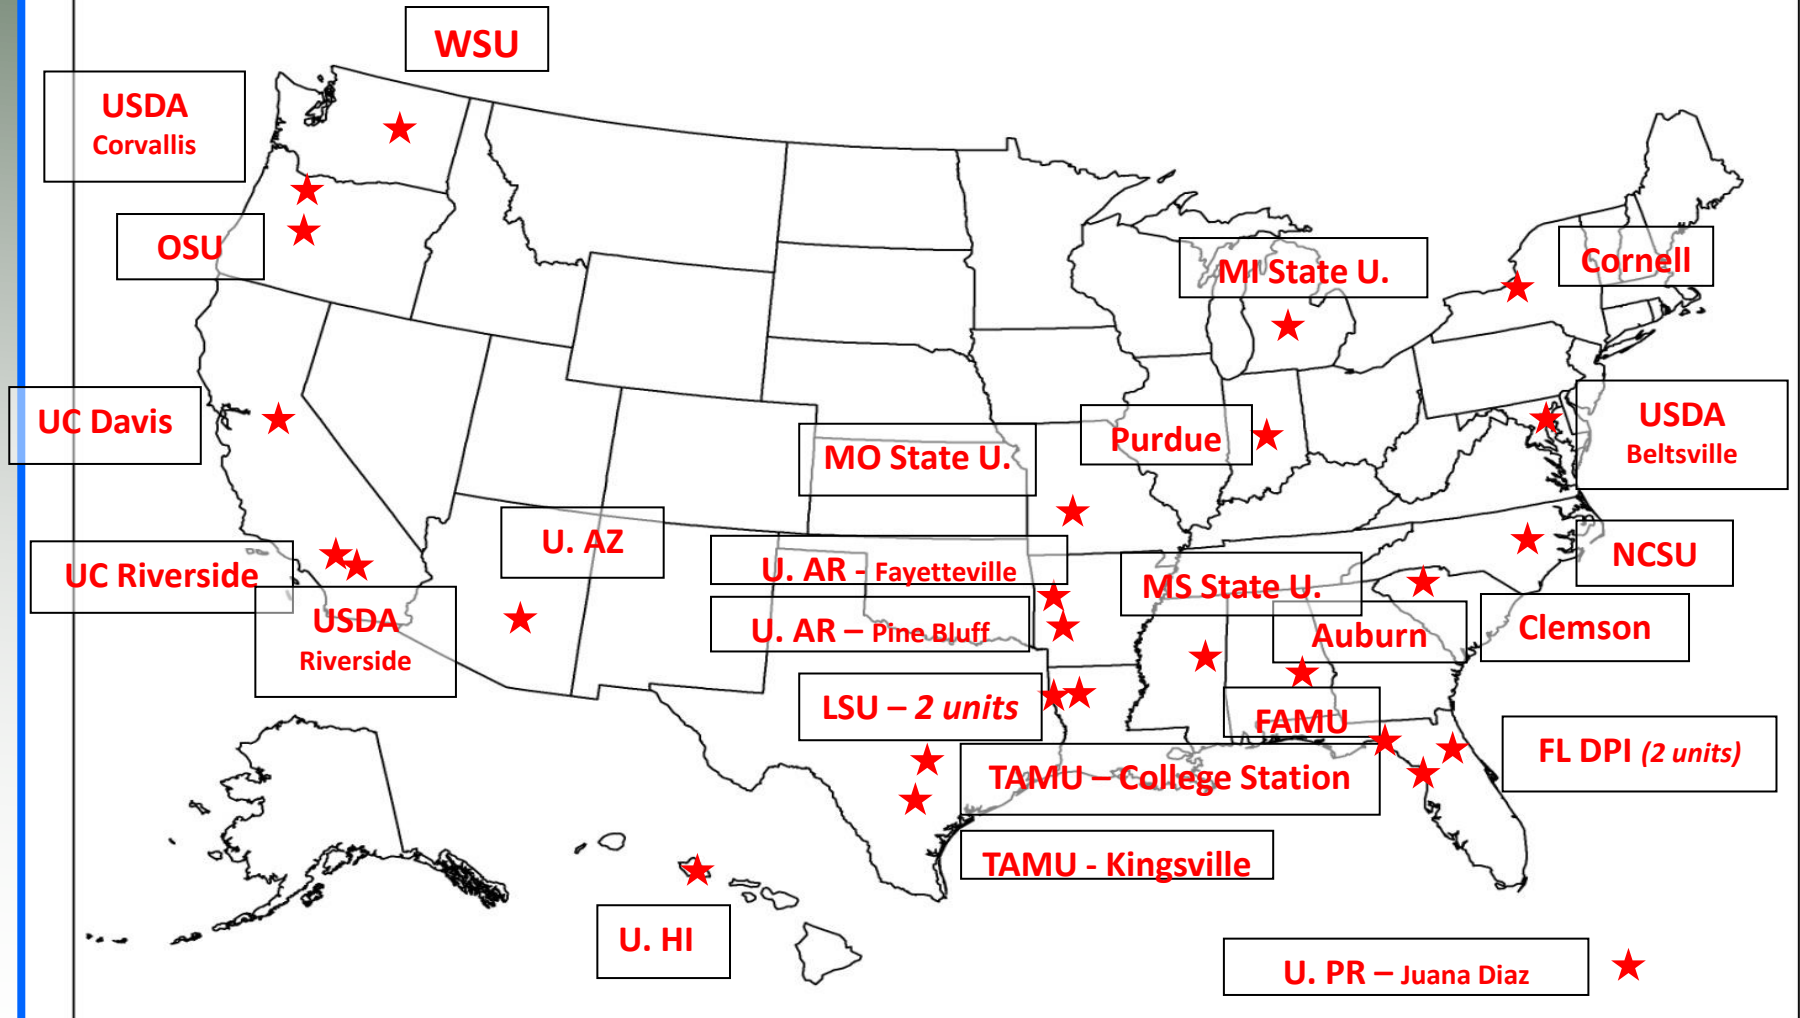 WSU
USDA
Corvallis
OSU
Cornell
MI State U.
UC Davis
MO State U.
Purdue
USDA
Beltsville
U. AZ
U. AR - Fayetteville
MS State U.
NCSU
UC Riverside
USDA
Riverside
U. AR – Pine Bluff
Auburn
Clemson
LSU – 2 units
FAMU
FL DPI (2 units)
TAMU – College Station
TAMU - Kingsville
U. HI
U. PR – Juana Diaz